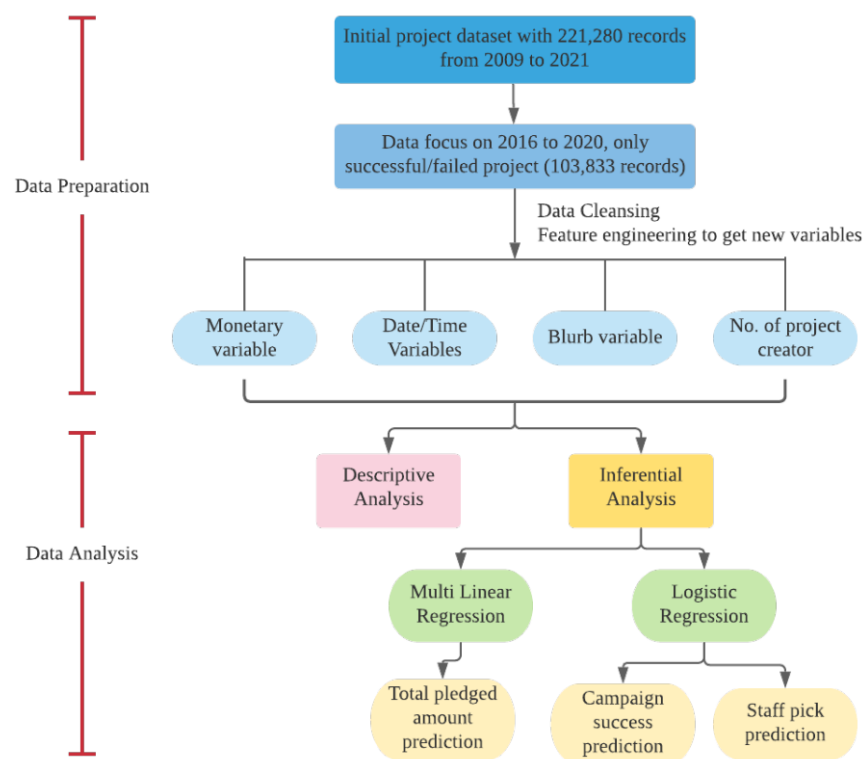 Initial project dataset with 221,280 records
from 2009 to 2021
Data focus on 2016 to 2020, only
successful/failed project (103,833 records)
Data Preparation
Data Cleansing
Feature engineering to get new variables
Monetary
variable
Date/Time
Variables
Blurb variable
No. of project
creator
Descriptive
Analysis
Inferential
Analysis
Data Analysis
Multi Linear
Regression
Logistic
Regression
Total pledged
amount
prediction
Campaign
success
prediction
Staff pick
prediction